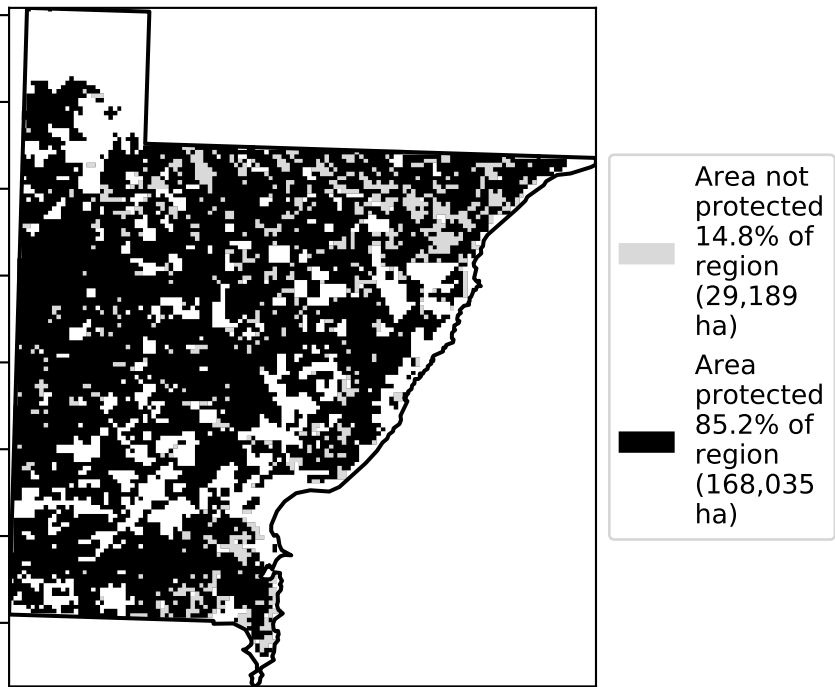 Area not
protected
14.8% of
region
(29,189
ha)
Area
protected
85.2% of
region
(168,035
ha)